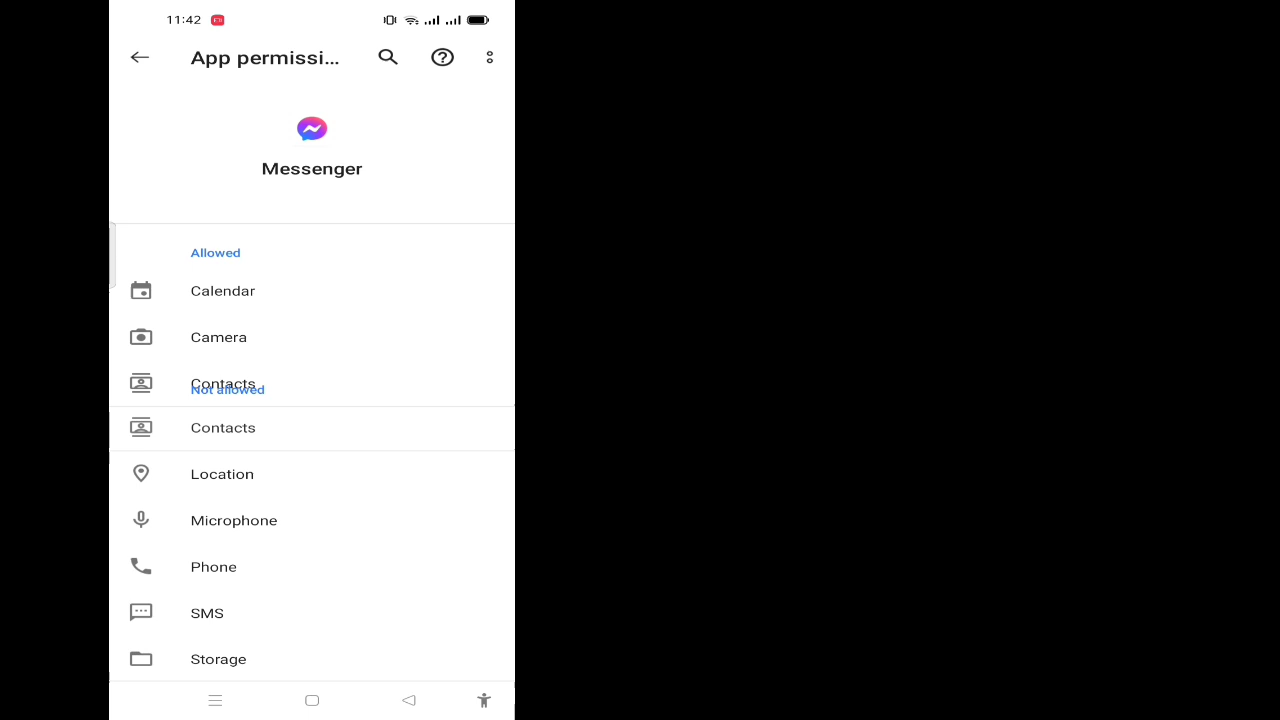 11:42
App permissi...
Messenger
Allowed
Calendar
Camera
Contacts
Not allowed
Contacts
Location
Microphone
Phone
SMS
Storage